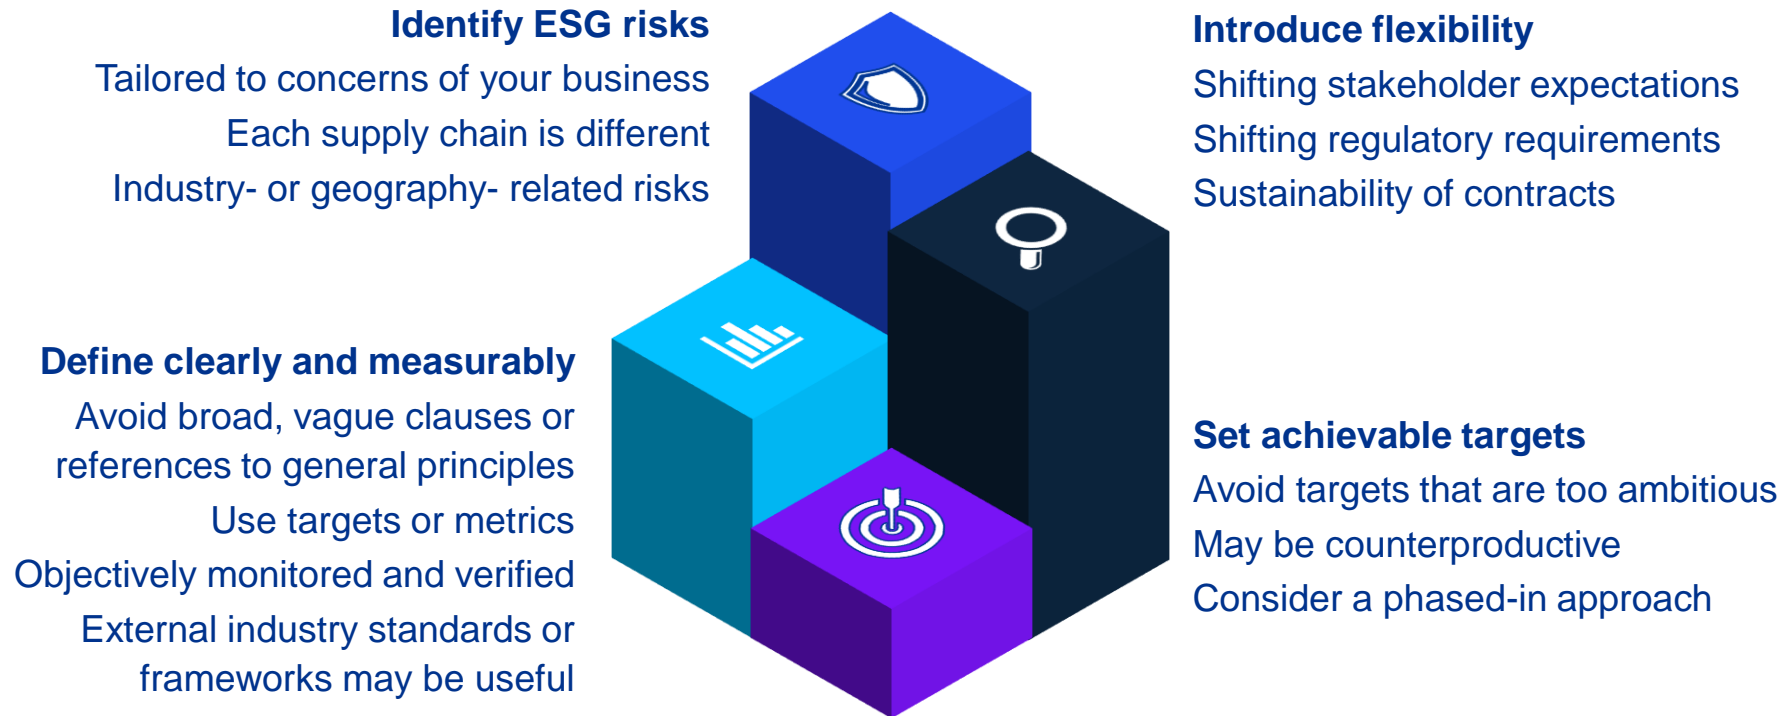 Identify ESG risks
Tailored to concerns of your business
Each supply chain is different
Industry- or geography- related risks
Introduce flexibility
Shifting stakeholder expectations
Shifting regulatory requirements
Sustainability of contracts
Define clearly and measurably
Avoid broad, vague clauses or
references to general principles
Use targets or metrics
Objectively monitored and verified
External industry standards or
frameworks may be useful
Set achievable targets
Avoid targets that are too ambitious
May be counterproductive
Consider a phased-in approach